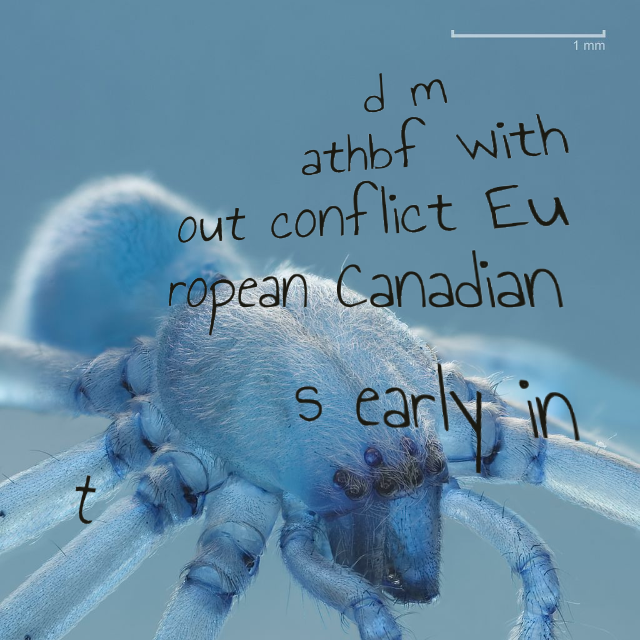 1 mm
d m
athbf with
out conflict Eu
ropean Canadian
s early in
t